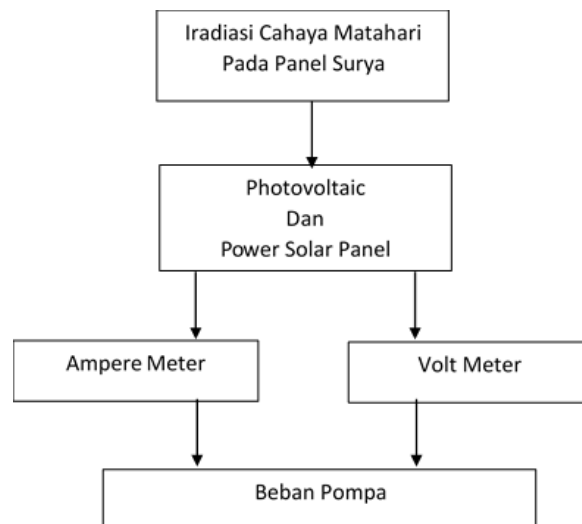 Iradiasi Cahaya Matahari
Pada Panel Surya
Photovoltaic
Dan
Power Solar Panel
Ampere Meter
Volt Meter
Beban Pompa